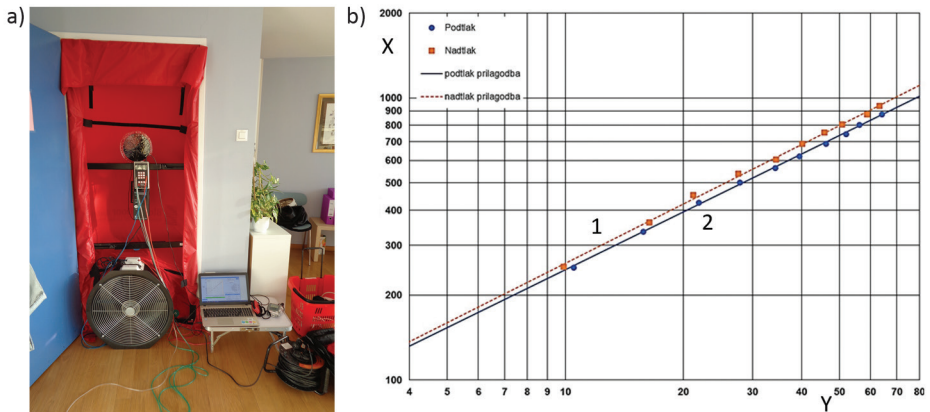 a)
b)
2000
X
Podtlak
Nadtlak
podtlak prilagodba
nadtlak prilagodba
1000
900
800
700
600
500
400
300
200
100
1
2
4 5 6 7 8 9 10 20 30 40 50 60 70 80
Y